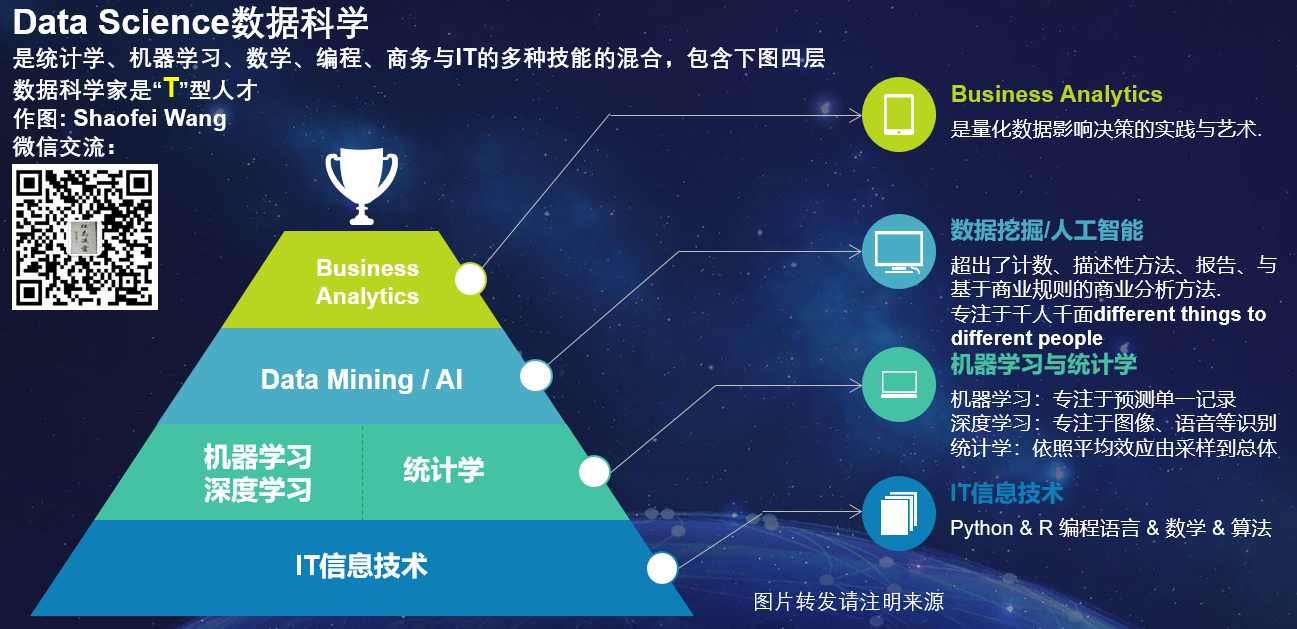 Data Science数据科学
是统计学、机器学习、数学、编程、商务与IT的多种技能的混合，包含下图四层
数据科学家是“T”型人才
作图: Shaofei Wang
微信交流：
Business
Analytics
Data Mining / AI
机器学习
深度学习
统计学
IT信息技术
Business Analytics
是量化数据影响决策的实践与艺术.
数据挖掘/人工智能
超出了计数、描述性方法、报告、与
基于商业规则的商业分析方法.
专注于千人千面different things to
different people
机器学习与统计学
机器学习：专注于预测单一记录
深度学习：专注于图像、语音等识别
统计学：依照平均效应由采样到总体
IT信息技术
Python & R 编程语言 & 数学 & 算法
图片转发请注明来源